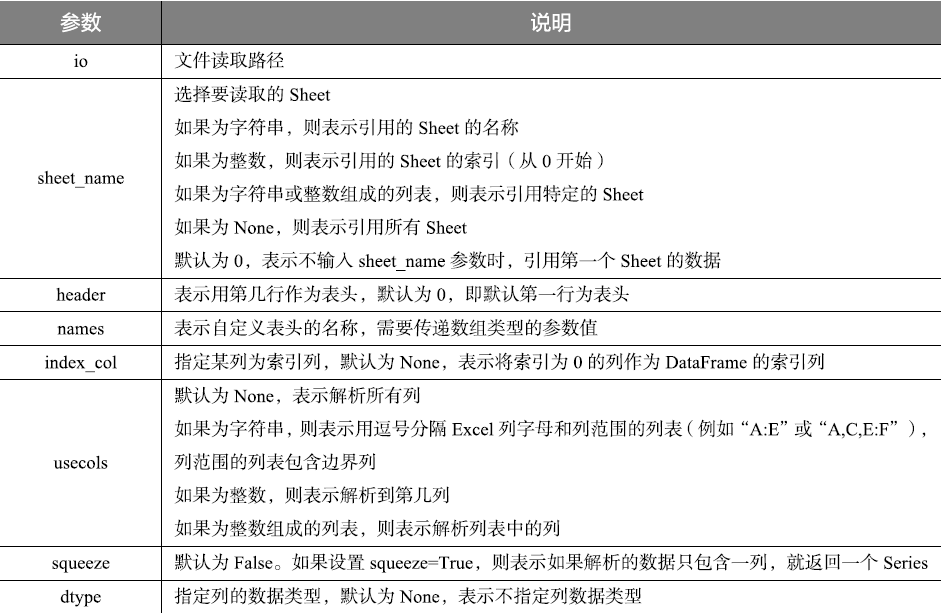 参数 说明
io 文件读取路径
sheet_name 选择要读取的 Sheet
如果为字符串，则表示引用的 Sheet 的名称
如果为整数，则表示引用的 Sheet 的索引（从 0 开始）
如果为字符串或整数组成的列表，则表示引用特定的 Sheet
如果为 None，则表示引用所有 Sheet
默认为 0，表示不输入 sheet_name 参数时，引用第一个 Sheet 的数据
header 表示用第几行作为表头，默认为 0，即默认第一行为表头
names 表示自定义表头的名称，需要传递数组类型的参数值
index_col 指定某列为索引列，默认为 None，表示将索引为 0 的列作为 DataFrame 的索引列
usecols 默认为 None，表示解析所有列
如果为字符串，则表示用逗号分隔 Excel 列字母和列范围的列表（例如“A:E”或“A,C,E:F”），
列范围的列表包含边界列
如果为整数，则表示解析到第几列
如果为整数组成的列表，则表示解析列表中的列
squeeze 默认为 False。如果设置 squeeze=True，则表示如果解析的数据只包含一列，就返回一个 Series
dtype 指定列的数据类型，默认为 None，表示不指定列数据类型